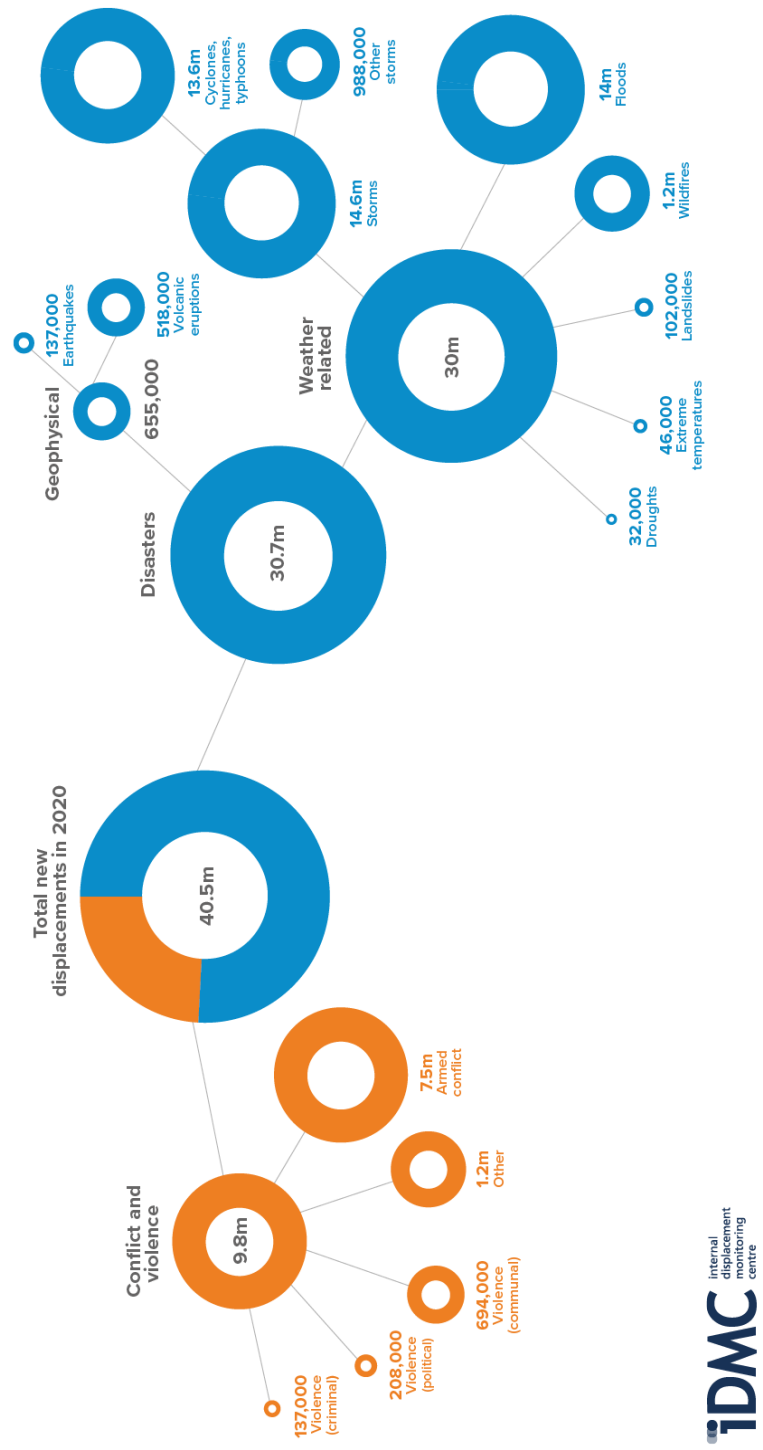 Total new
displacements in 2020
40.5m
Conflict and
violence
9.8m
137,000
Violence
(criminal)
208,000
Violence
(political)
694,000
Violence
(communal)
1.2m
Other
7.5m
Armed
conflict
Disasters
30.7m
Geophysical
655,000
137,000
Earthquakes
518,000
Volcanic
eruptions
Weather
related
30m
32,000
Droughts
46,000
Extreme
temperatures
102,000
Landslides
1.2m
Wildfires
14m
Floods
14.6m
Storms
13.6m
Cyclones,
hurricanes,
typhoons
988,000
Other
storms
iDMC
internal
displacement
monitoring
centre